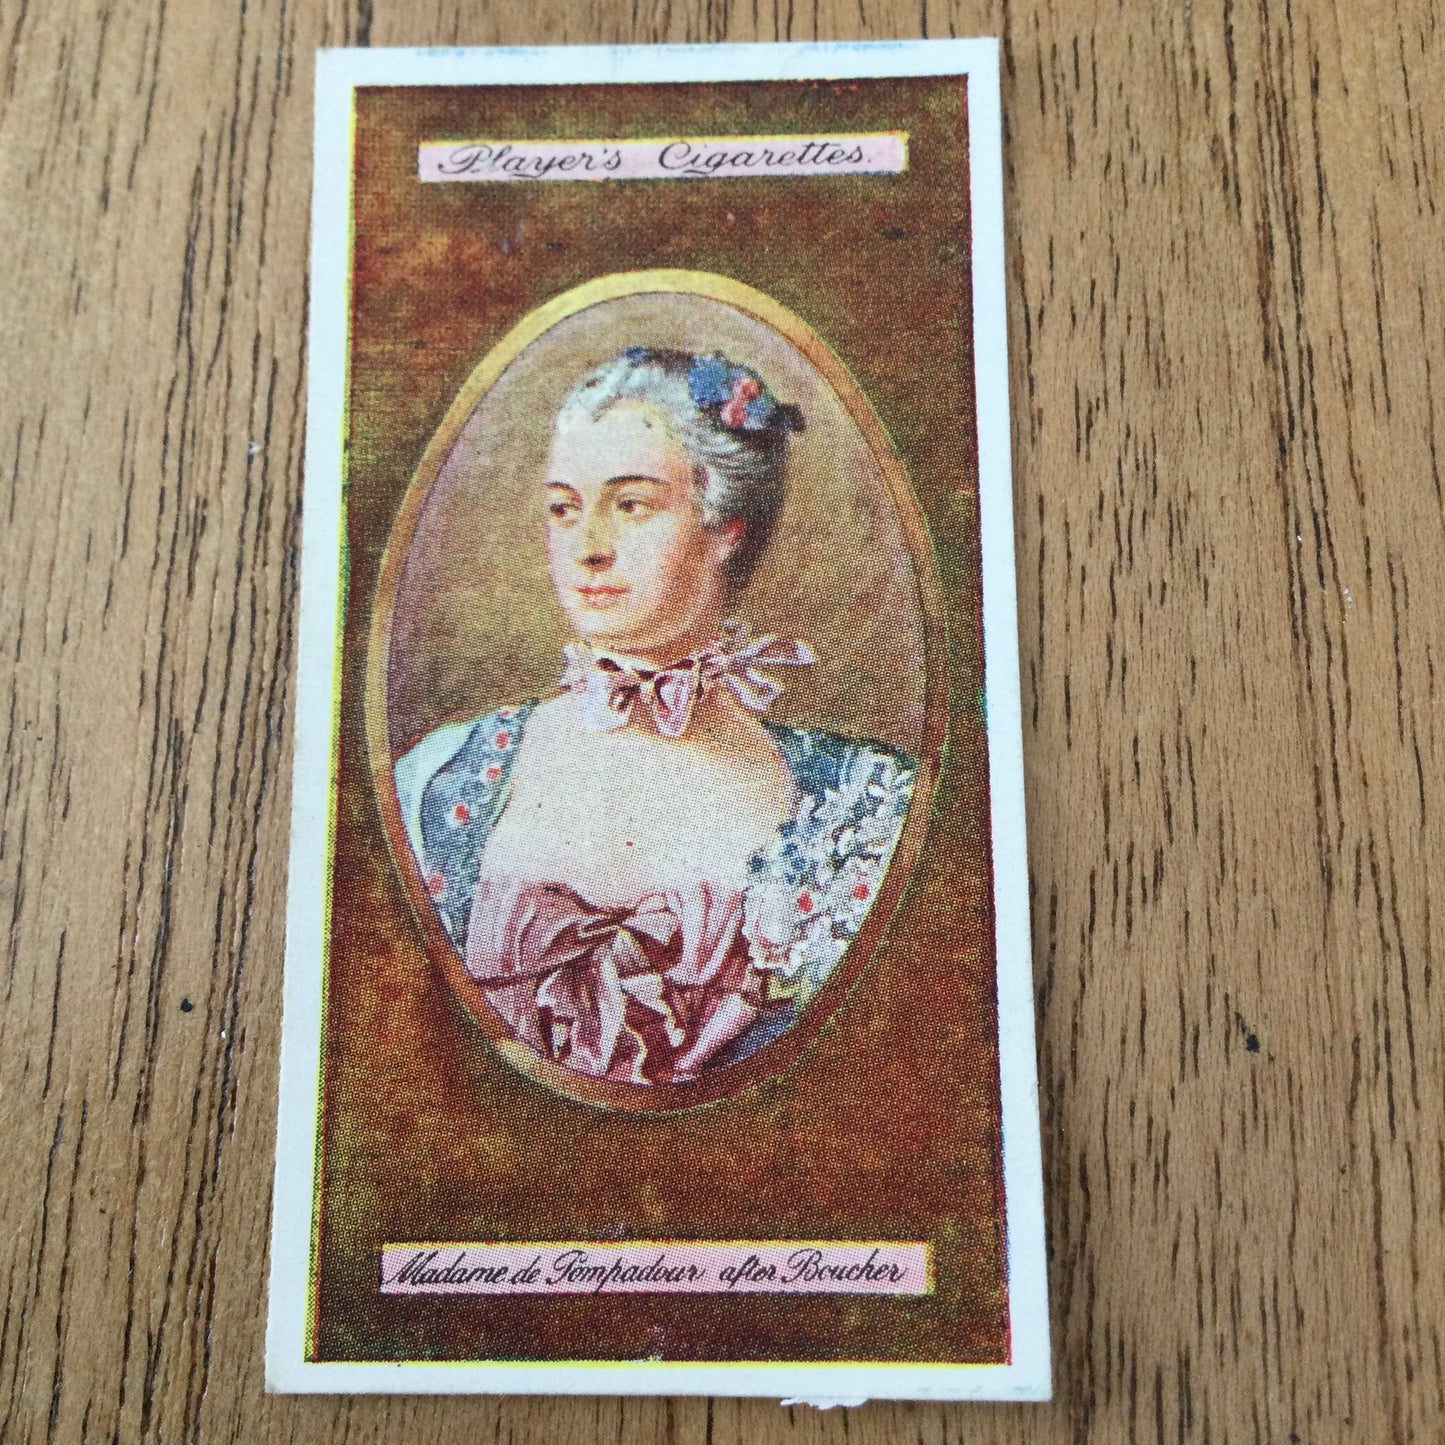 Player's Cigarettes.
Madame de Pompadour after Boucher